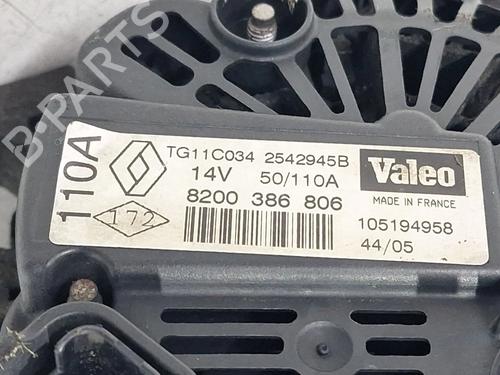 B-PARTS
110A
172
TG11C034 2542945B
14V 50/110A
8200 386 806
Valeo
MADE IN FRANCE
105194958
44/05